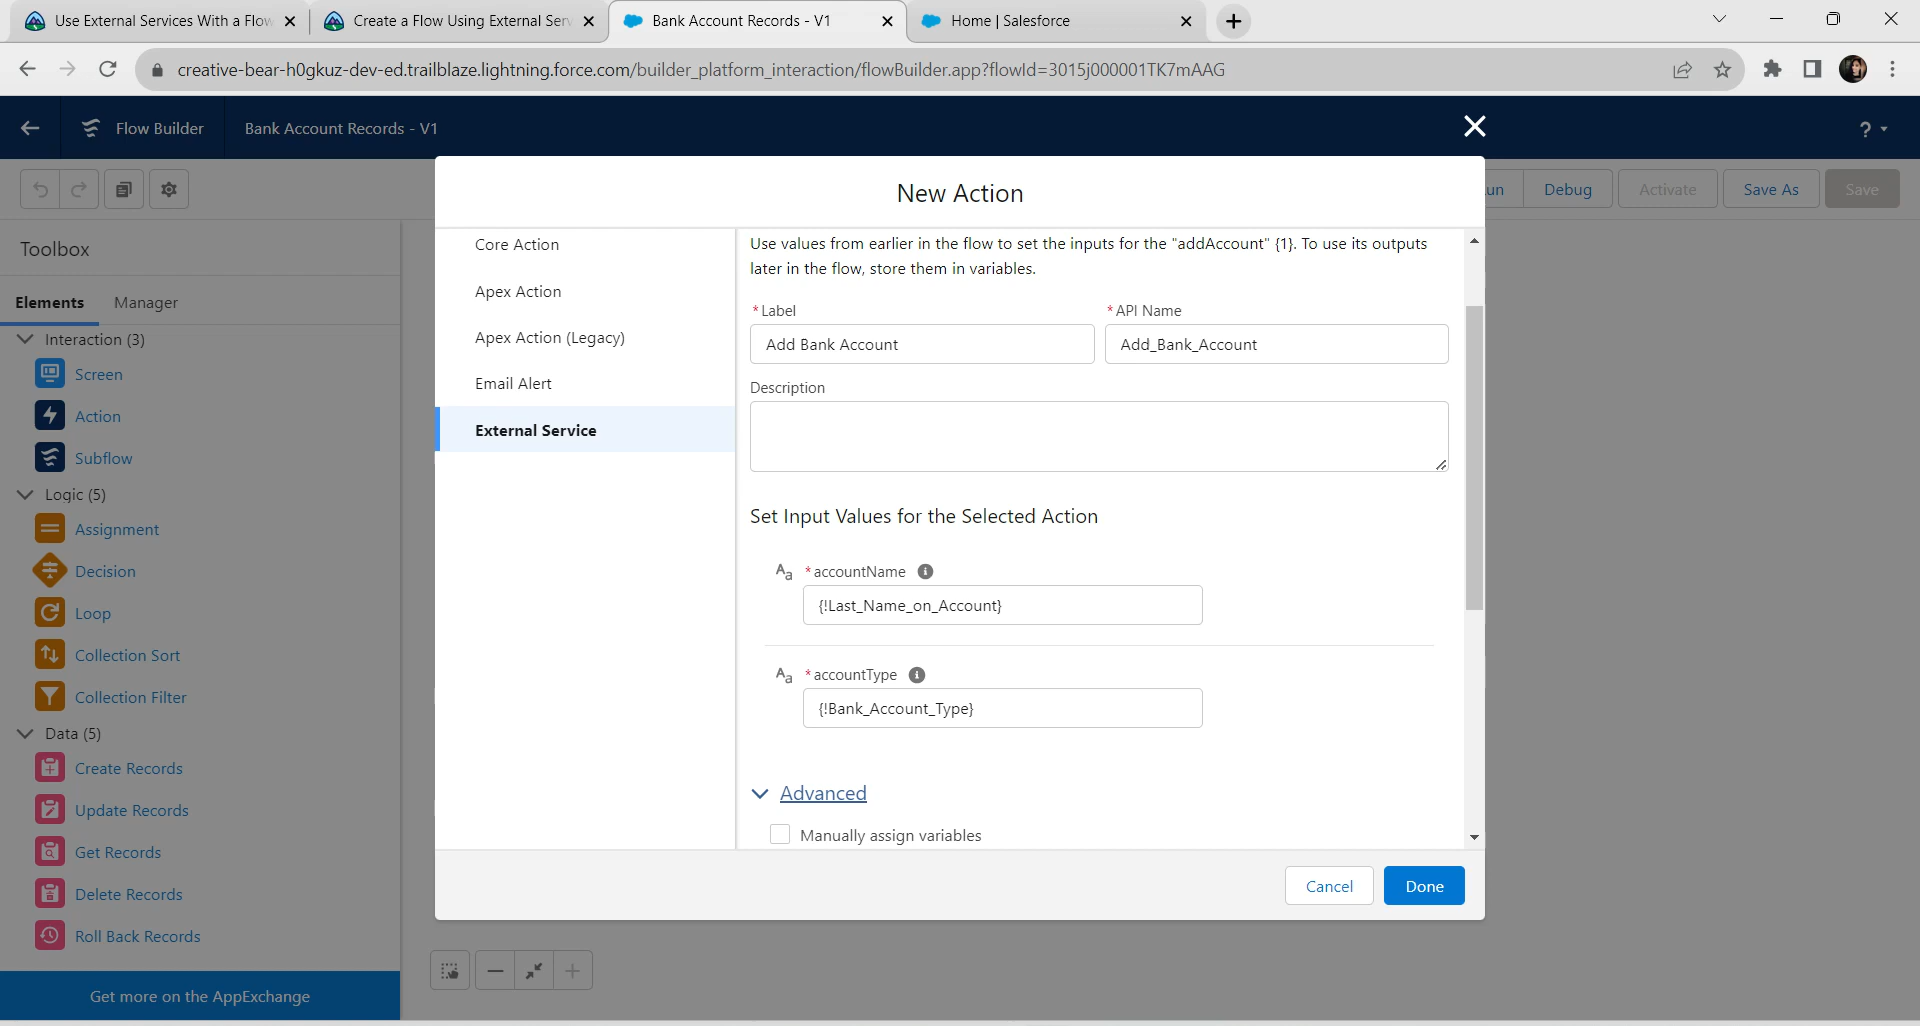 Use External Services With a Flow
Create a Flow Using External Serv
Bank Account Records - V1
Home | Salesforce
creative-bear-h0gkuz-dev-ed.trailblaze.lightning.force.com/builder_platform_interaction/flowBuilder.app?flowId=3015j000001TK7mAAG
Flow Builder
Bank Account Records - V1
?
New Action
un
Debug
Activate
Save As
Save
Toolbox
Elements
Manager
Interaction (3)
Screen
Action
Subflow
Logic (5)
Assignment
Decision
Loop
Collection Sort
Collection Filter
Data (5)
Create Records
Update Records
Get Records
Delete Records
Roll Back Records
Get more on the AppExchange
Core Action
Apex Action
Apex Action (Legacy)
Email Alert
External Service
Use values from earlier in the flow to set the inputs for the "addAccount" {1}. To use its outputs
later in the flow, store them in variables.
* Label
* API Name
Add Bank Account
Add_Bank_Account
Description
Set Input Values for the Selected Action
Aa * accountName
{!Last_Name_on_Account}
Aa * accountType
{!Bank_Account_Type}
Advanced
Manually assign variables
Cancel
Done